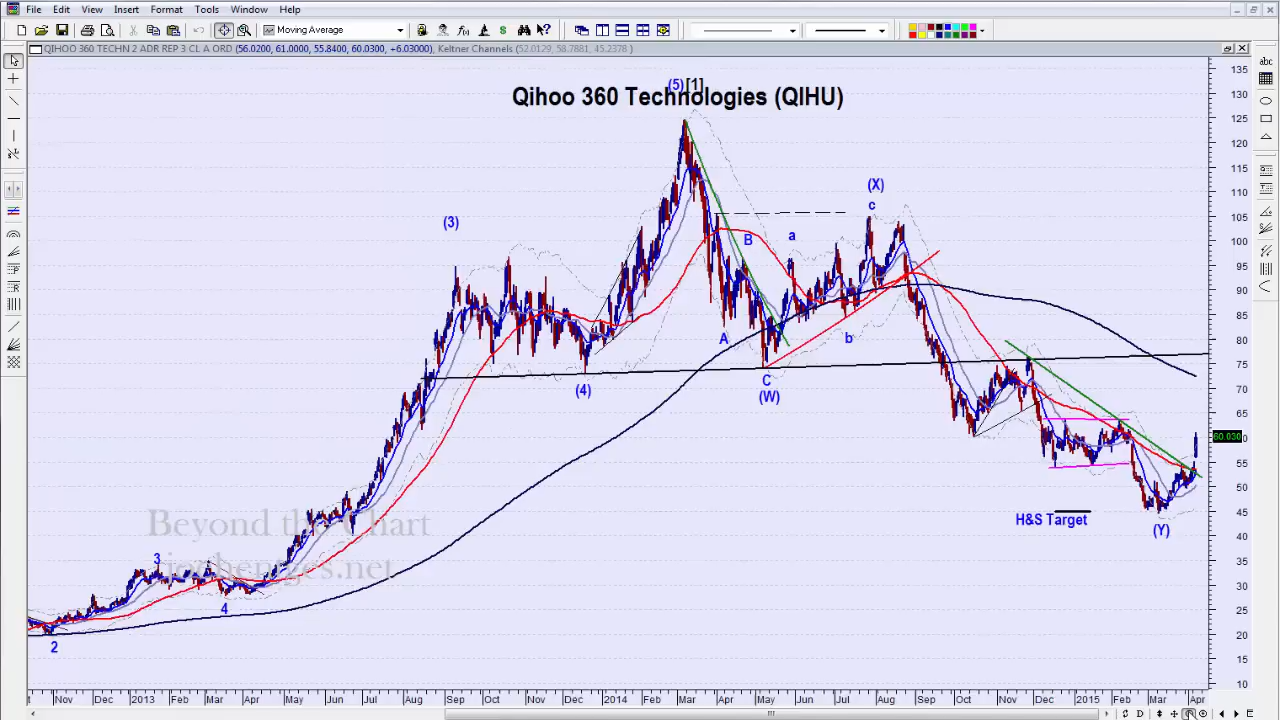 File Edit View Insert Format Tools Window Help
Moving Average
QIHOO 360 TECHN 2 ADR REP 3 CL A ORD (56.0200, 61.0000, 55.8400, 60.0300, +6.03000), Keltner Channels (52.0129, 58.7881, 45.2378 )
abc
(5)[1]
Qihoo 360 Technologies (QIHU)
(X)
c
(3)
B
a
A
b
C
(W)
(4)
H&S Target
(Y)
Beyond the Chart
joehentges.net
3
4
2
135
130
125
120
115
110
105
100
95
90
85
80
75
70
65
60.030
55
50
45
40
35
30
25
20
15
10
Nov Dec 2013 Feb Mar Apr May Jun Jul Aug Sep Oct Nov 2014 Feb Mar Apr May Jun Jul Aug Sep Oct Nov Dec 2015 Feb Mar Apr
D